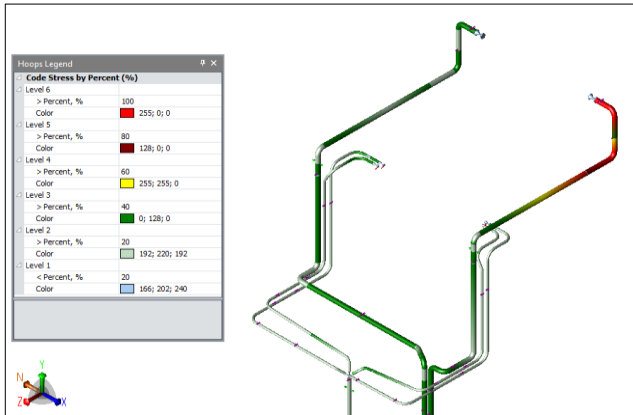 Hoops Legend
Code Stress by Percent (%)
Level 6
> Percent, % 100
Color 255; 0; 0
Level 5
> Percent, % 80
Color 128; 0; 0
Level 4
> Percent, % 60
Color 255; 255; 0
Level 3
> Percent, % 40
Color 0; 128; 0
Level 2
> Percent, % 20
Color 192; 220; 192
Level 1
< Percent, % 20
Color 166; 202; 240
Y
N
Z
X